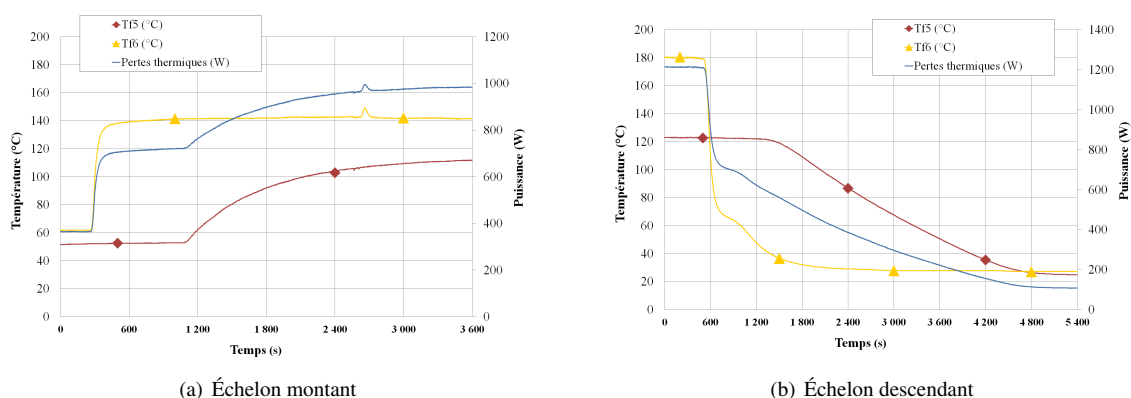 Tf5 (°C)
Tf6 (°C)
Pertes thermiques (W)
Température (°C)
200
180
160
140
120
100
80
60
40
20
0
1200
1000
800
600
400
200
0
Puissance (W)
0 600 1 200 1 800 2 400 3 000 3 600
Temps (s)
(a) Échelon montant
Tf5 (°C)
Tf6 (°C)
Pertes thermiques (W)
Température (°C)
200
180
160
140
120
100
80
60
40
20
0
1400
1200
1000
800
600
400
200
0
Puissance (W)
0 600 1 200 1 800 2 400 3 000 3 600 4 200 4 800 5 400
Temps (s)
(b) Échelon descendant